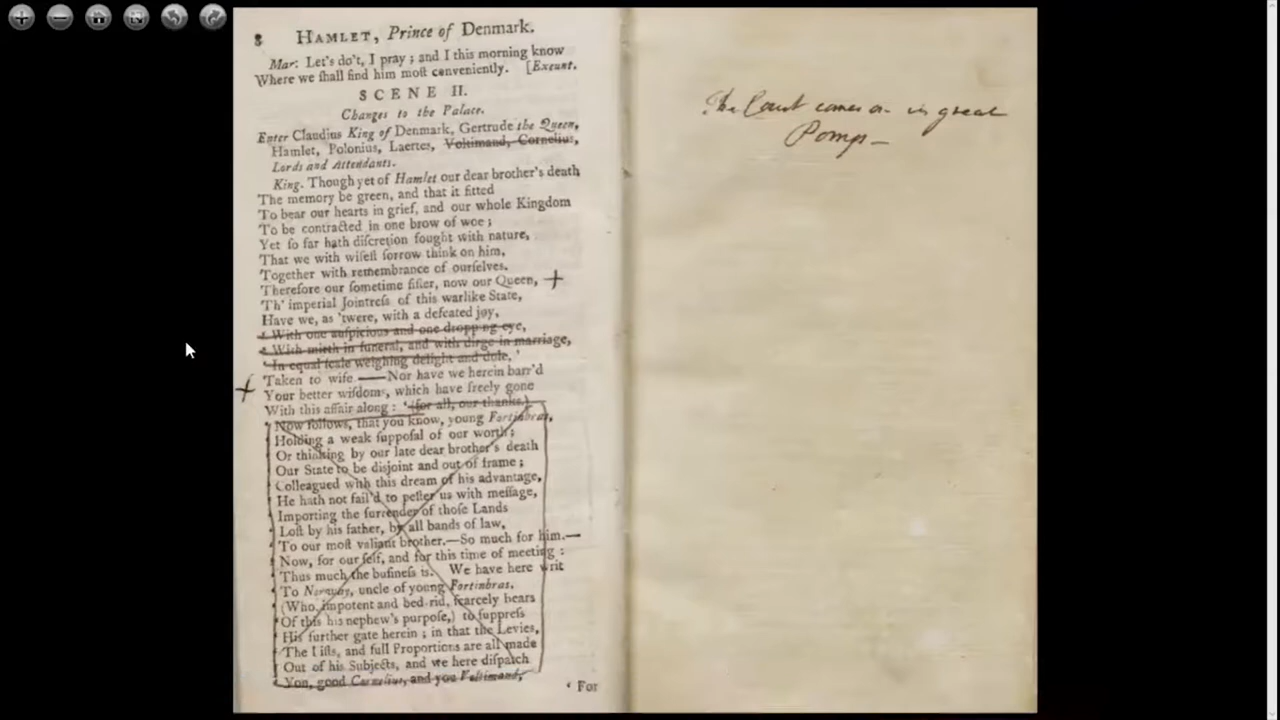 8 HAMLET, Prince of Denmark.
Mar: Let's do't, I pray; and I this morning know
Where we ſhall find him moſt conveniently. [Exeunt.
SCENE II.
Changes to the Palace.
Enter Claudius King of Denmark, Gertrude the Queen,
Hamlet, Polonius, Laertes, Voltimand, Cornelius,
Lords and Attendants.
King. Though yet of Hamlet our dear brother's death
The memory be green, and that it fitted
To bear our hearts in grief, and our whole Kingdom
To be contracted in one brow of woe;
Yet ſo far hath diſcretion fought with nature,
That we with wiſeſt ſorrow think on him,
Together with remembrance of ourſelves.
Therefore our ſometime ſiſter, now our Queen, +
Th' imperial Jointreſs of this warlike State,
Have we, as 'twere, with a defeated joy,
‘ With one auſpicious and one dropping eye,
‘ With mirth in funeral, and with dirge in marriage,
‘ In equal ſcale weighing delight and dole,’
+ Taken to wife —— Nor have we herein barr'd
Your better wiſdoms, which have freely gone
With this affair along: ‘ (for all, our thanks.)
‘ Now follows, that you know, young Fortinbras,
‘ Holding a weak ſuppoſal of our worth;
‘ Or thinking by our late dear brother's death
‘ Our State to be disjoint and out of frame;
‘ Colleagued with this dream of his advantage,
‘ He hath not fail'd to peſter us with meſſage,
‘ Importing the ſurrender of thoſe Lands
‘ Loſt by his father, by all bands of law,
‘ To our moſt valiant brother.—So much for him.—
‘ Now, for our ſelf, and for this time of meeting:
‘ Thus much the buſineſs is. We have here writ
‘ To Norway, uncle of young Fortinbras,
‘ (Who, impotent and bed-rid, ſcarcely hears
‘ Of this his nephew's purpoſe,) to ſuppreſs
‘ His further gate herein; in that the Levies,
‘ The Liſts, and full Proportions are all made
‘ Out of his Subjects, and we here diſpatch
‘ You, good Cornelius, and you Voltimand,
‘ For
The Court comes on in great
Pomp —